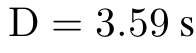 D = 3.59 s